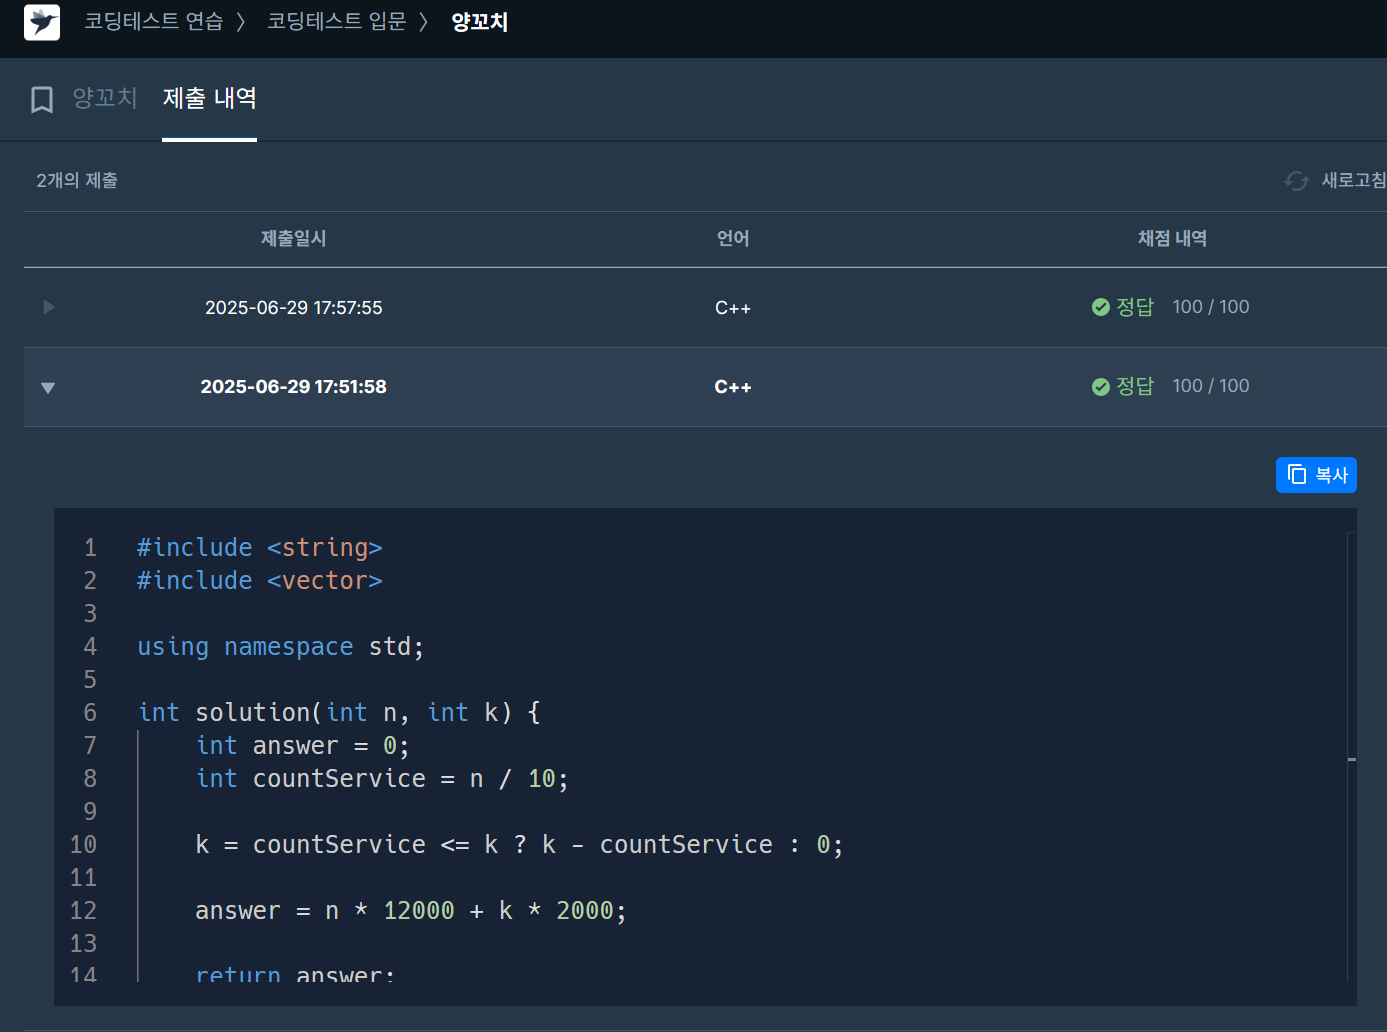 코딩테스트 연습 〉 코딩테스트 입문 〉 양꼬치
양꼬치 제출 내역
2개의 제출 새로고침
제출일시 언어 채점 내역
2025-06-29 17:57:55 C++ 정답 100 / 100
2025-06-29 17:51:58 C++ 정답 100 / 100
복사
1 #include <string>
2 #include <vector>
3
4 using namespace std;
5
6 int solution(int n, int k) {
7 int answer = 0;
8 int countService = n / 10;
9
10 k = countService <= k ? k - countService : 0;
11
12 answer = n * 12000 + k * 2000;
13
14 return answer;